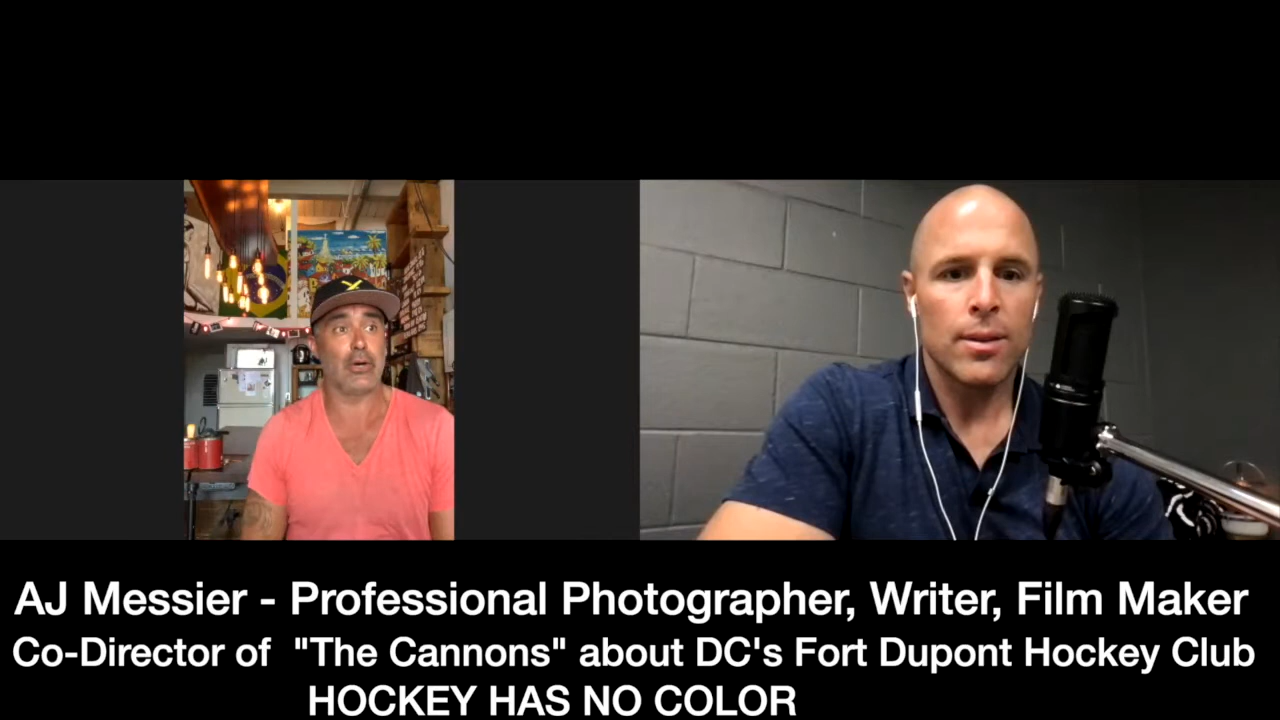 AJ Messier - Professional Photographer, Writer, Film Maker
Co-Director of "The Cannons" about DC's Fort Dupont Hockey Club
HOCKEY HAS NO COLOR